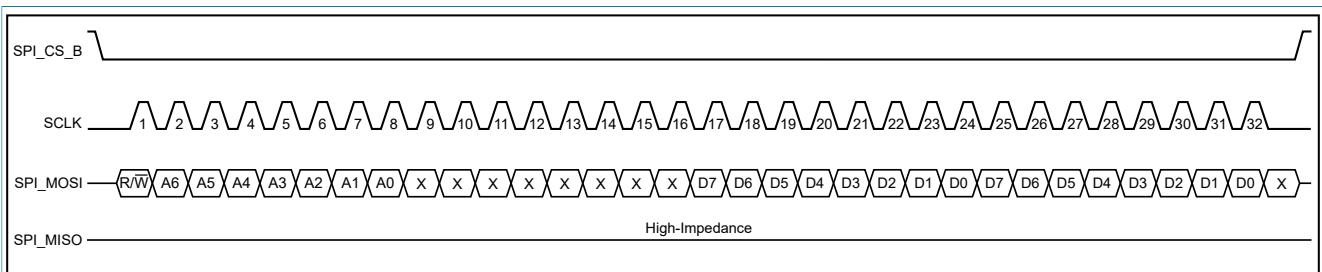 SPI_CS_B
SCLK 1 2 3 4 5 6 7 8 9 10 11 12 13 14 15 16 17 18 19 20 21 22 23 24 25 26 27 28 29 30 31 32
SPI_MOSI R/W̅ A6 A5 A4 A3 A2 A1 A0 X X X X X X X X D7 D6 D5 D4 D3 D2 D1 D0 D7 D6 D5 D4 D3 D2 D1 D0 X
High-Impedance
SPI_MISO